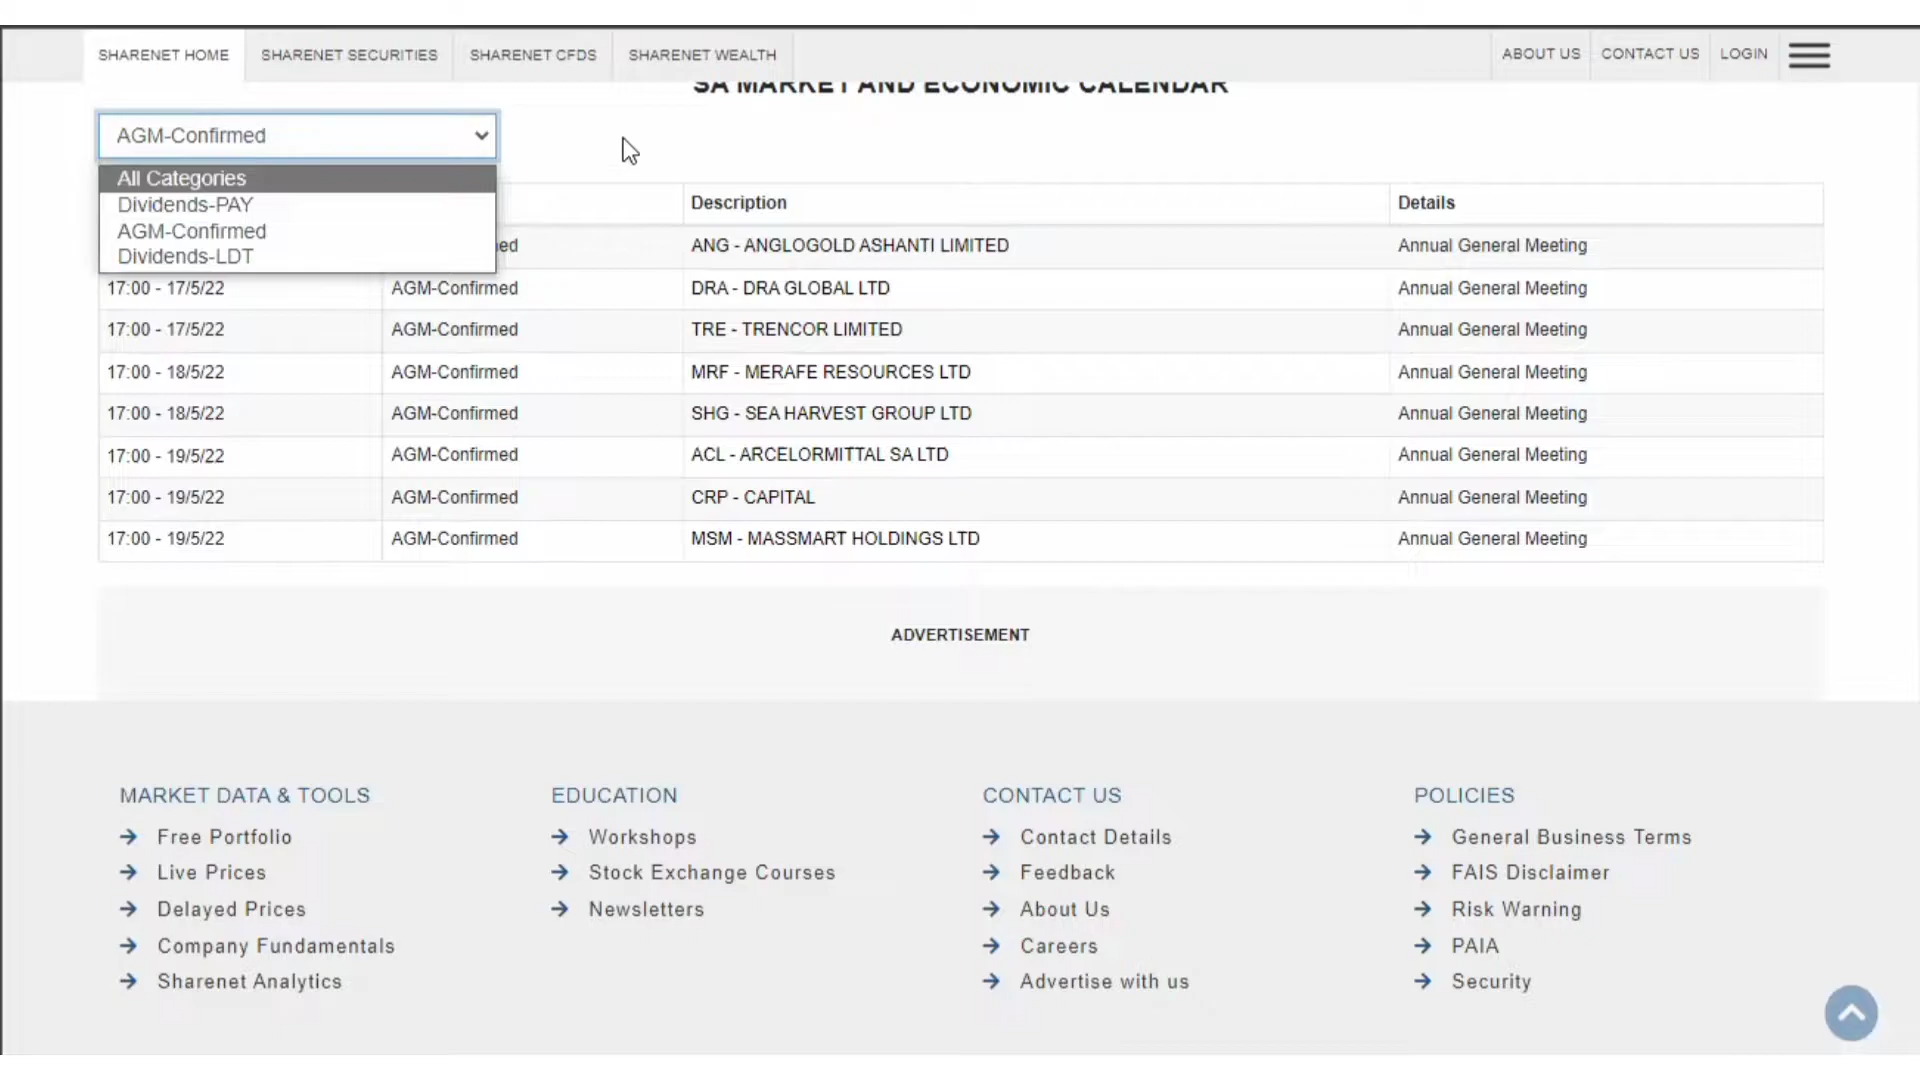 SHARENET HOME SHARENET SECURITIES SHARENET CFDS SHARENET WEALTH ABOUT US CONTACT US LOGIN
SA MARKET AND ECONOMIC CALENDAR
AGM-Confirmed
All Categories
Dividends-PAY
AGM-Confirmed
Dividends-LDT
Description Details
ANG - ANGLOGOLD ASHANTI LIMITED Annual General Meeting
17:00 - 17/5/22 AGM-Confirmed DRA - DRA GLOBAL LTD Annual General Meeting
17:00 - 17/5/22 AGM-Confirmed TRE - TRENCOR LIMITED Annual General Meeting
17:00 - 18/5/22 AGM-Confirmed MRF - MERAFE RESOURCES LTD Annual General Meeting
17:00 - 18/5/22 AGM-Confirmed SHG - SEA HARVEST GROUP LTD Annual General Meeting
17:00 - 19/5/22 AGM-Confirmed ACL - ARCELORMITTAL SA LTD Annual General Meeting
17:00 - 19/5/22 AGM-Confirmed CRP - CAPITAL Annual General Meeting
17:00 - 19/5/22 AGM-Confirmed MSM - MASSMART HOLDINGS LTD Annual General Meeting
ADVERTISEMENT
MARKET DATA & TOOLS
Free Portfolio
Live Prices
Delayed Prices
Company Fundamentals
Sharenet Analytics
EDUCATION
Workshops
Stock Exchange Courses
Newsletters
CONTACT US
Contact Details
Feedback
About Us
Careers
Advertise with us
POLICIES
General Business Terms
FAIS Disclaimer
Risk Warning
PAIA
Security